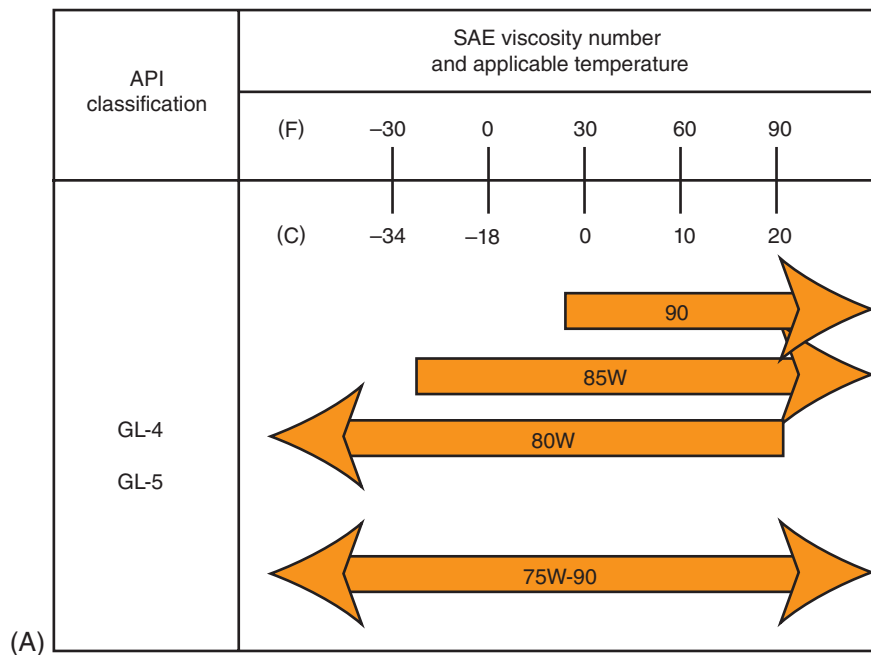 SAE viscosity number
and applicable temperature
API
classification
(F) –30 0 30 60 90
(C) –34 –18 0 10 20
90
85W
80W
GL-4
GL-5
75W-90
(A)